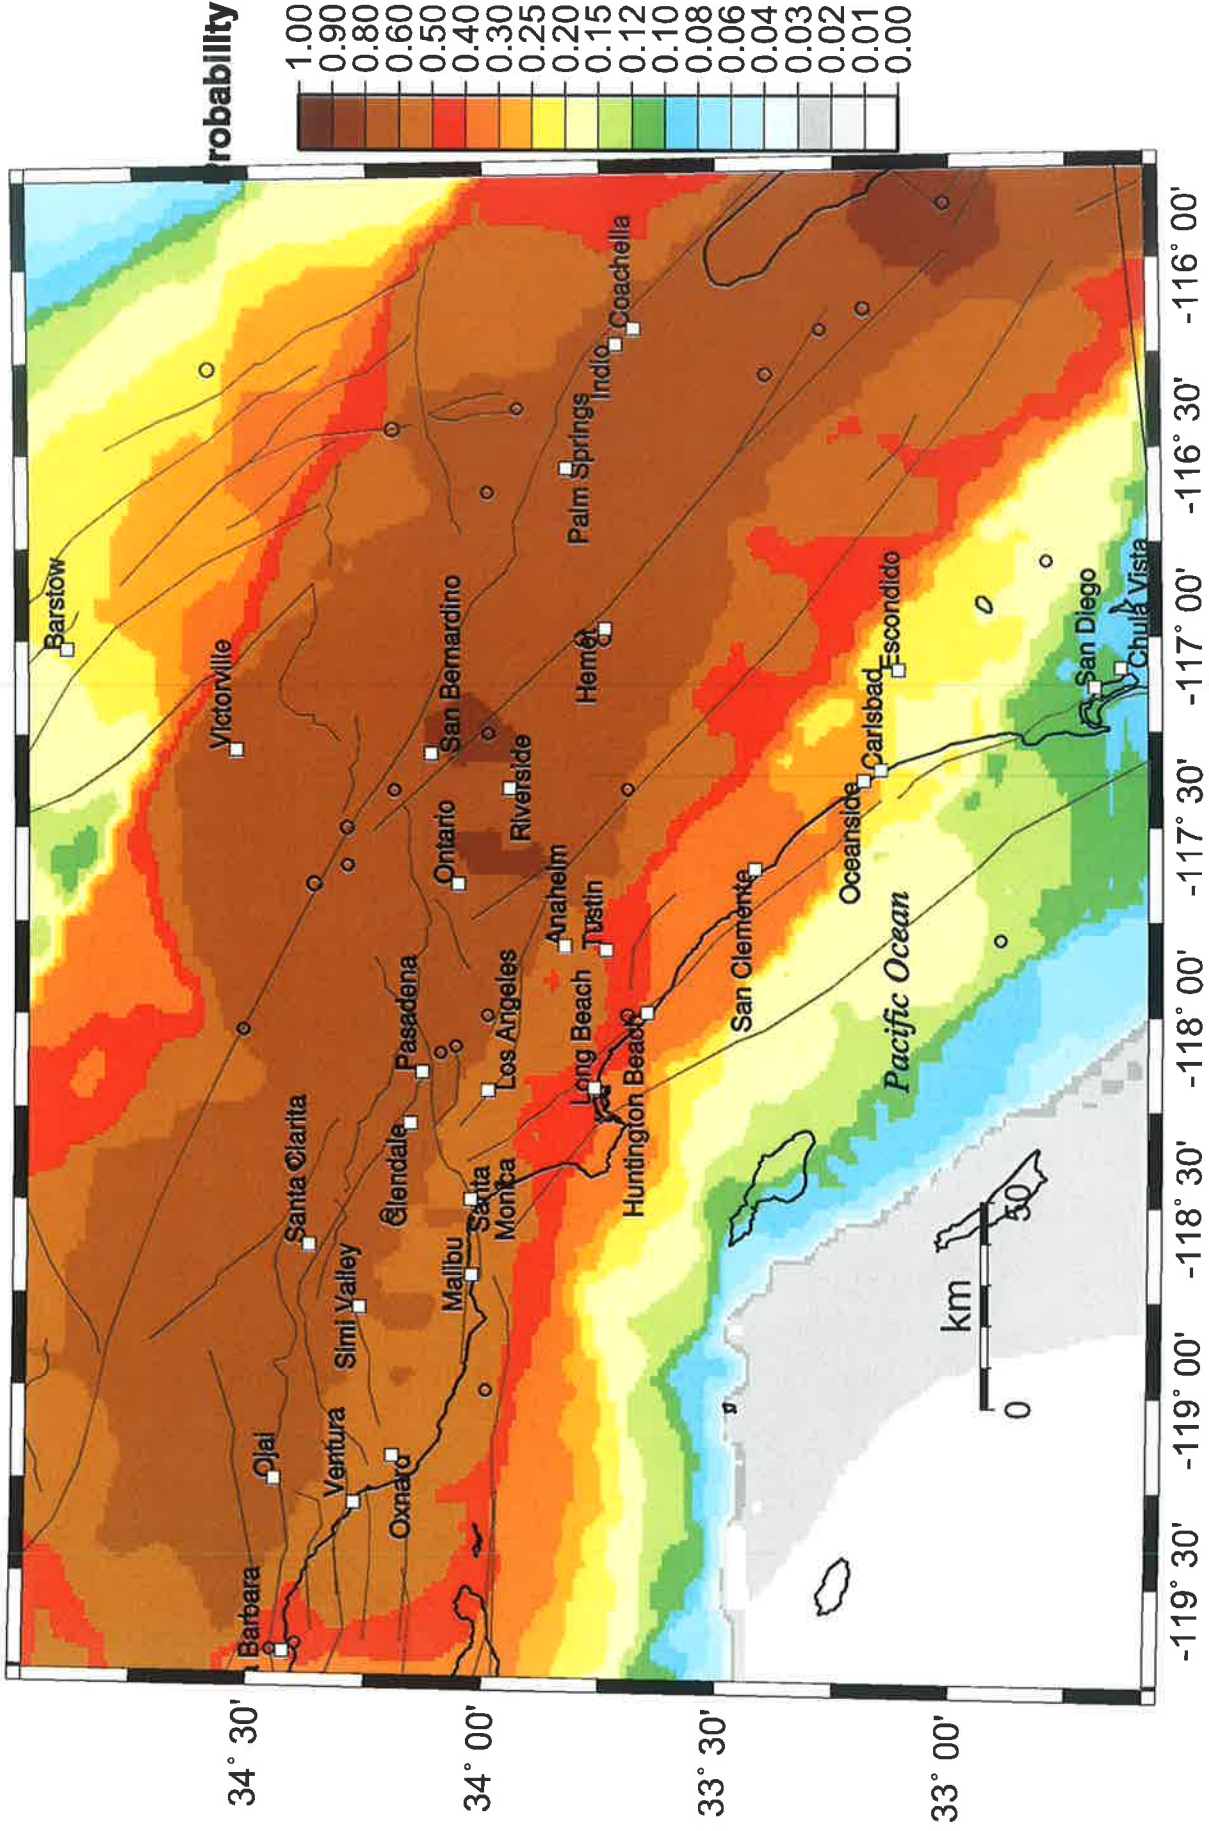 robability
1.00
0.90
0.80
0.60
0.50
0.40
0.30
0.25
0.20
0.15
0.12
0.10
0.08
0.06
0.04
0.03
0.02
0.01
0.00
Barstow
Victorville
Santa Clarita
Ojai
Barbara
San Bernardino
Ontario
Pasadena
Glendale
Simi Valley
Ventura
Oxnard
Riverside
Los Angeles
Santa
Monica
Malibu
Coachella
Indio
Palm Springs
Hemet
Anaheim
Tustin
Long Beach
Huntington Beach
San Clemente
Oceanside
Carlsbad
Escondido
San Diego
Chula Vista
Pacific Ocean
km
0
50
34° 30'
34° 00'
33° 30'
33° 00'
-119° 30'
-119° 00'
-118° 30'
-118° 00'
-117° 30'
-117° 00'
-116° 30'
-116° 00'